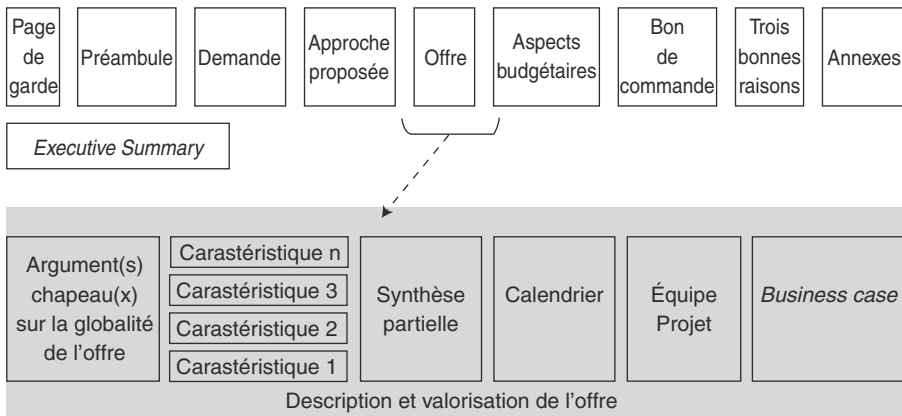 Page
de
garde
Préambule
Demande
Approche
proposée
Offre
Aspects
budgétaires
Bon
de
commande
Trois
bonnes
raisons
Annexes
Executive Summary
Argument(s)
chapeau(x)
sur la globalité
de l'offre
Carastéristique n
Carastéristique 3
Carastéristique 2
Carastéristique 1
Synthèse
partielle
Calendrier
Équipe
Projet
Business case
Description et valorisation de l'offre